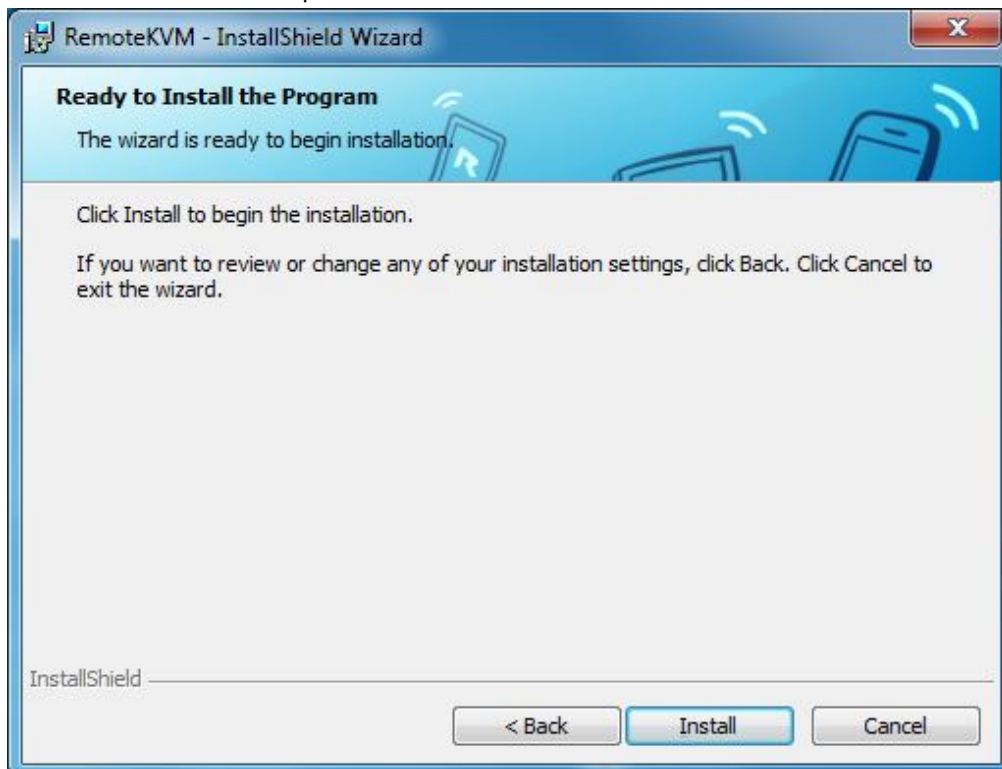 RemoteKVM - InstallShield Wizard
Ready to Install the Program
The wizard is ready to begin installation.
R
Click Install to begin the installation.
If you want to review or change any of your installation settings, click Back. Click Cancel to
exit the wizard.
InstallShield
< Back
Install
Cancel